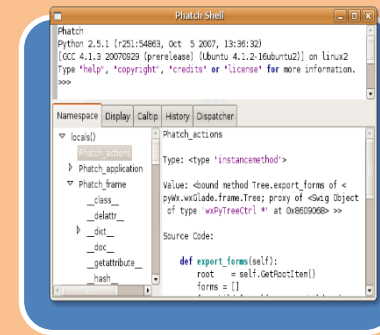 Phatch Shell
Phatch
Python 2.5.1 (r251:54863, Oct  5 2007, 13:36:32)
[GCC 4.1.3 20070929 (prerelease) (Ubuntu 4.1.2-16ubuntu2)] on linux2
Type "help", "copyright", "credits" or "license" for more information.
>>>
Namespace Display Calltip History Dispatcher
locals()
Phatch_actions
Phatch_application
Phatch_frame
__class__
__delattr__
__dict__
__doc__
__getattribute__
__hash__
Phatch_actions
Type: <type 'instancemethod'>
Value: <bound method Tree.export_forms of <
pyWx.wxGlade.frame.Tree; proxy of <Swig Object
of type 'wxPyTreeCtrl *' at 0x8609068> >>
Source Code:
def export_forms(self):
root    = self.GetRootItem()
forms = []